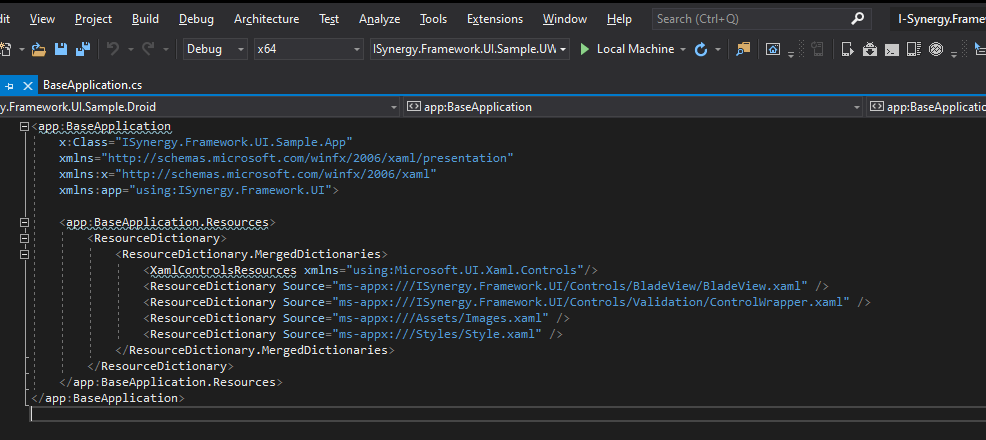 dit View Project Build Debug Architecture Test Analyze Tools Extensions Window Help Search (Ctrl+Q) I-Synergy.Frame
Debug x64 ISynergy.Framework.UI.Sample.UW Local Machine
BaseApplication.cs
y.Framework.UI.Sample.Droid app:BaseApplication app:BaseApplicatio
<app:BaseApplication
x:Class="ISynergy.Framework.UI.Sample.App"
xmlns="http://schemas.microsoft.com/winfx/2006/xaml/presentation"
xmlns:x="http://schemas.microsoft.com/winfx/2006/xaml"
xmlns:app="using:ISynergy.Framework.UI">
<app:BaseApplication.Resources>
<ResourceDictionary>
<ResourceDictionary.MergedDictionaries>
<XamlControlsResources xmlns="using:Microsoft.UI.Xaml.Controls"/>
<ResourceDictionary Source="ms-appx:///ISynergy.Framework.UI/Controls/BladeView/BladeView.xaml" />
<ResourceDictionary Source="ms-appx:///ISynergy.Framework.UI/Controls/Validation/ControlWrapper.xaml" />
<ResourceDictionary Source="ms-appx:///Assets/Images.xaml" />
<ResourceDictionary Source="ms-appx:///Styles/Style.xaml" />
</ResourceDictionary.MergedDictionaries>
</ResourceDictionary>
</app:BaseApplication.Resources>
</app:BaseApplication>